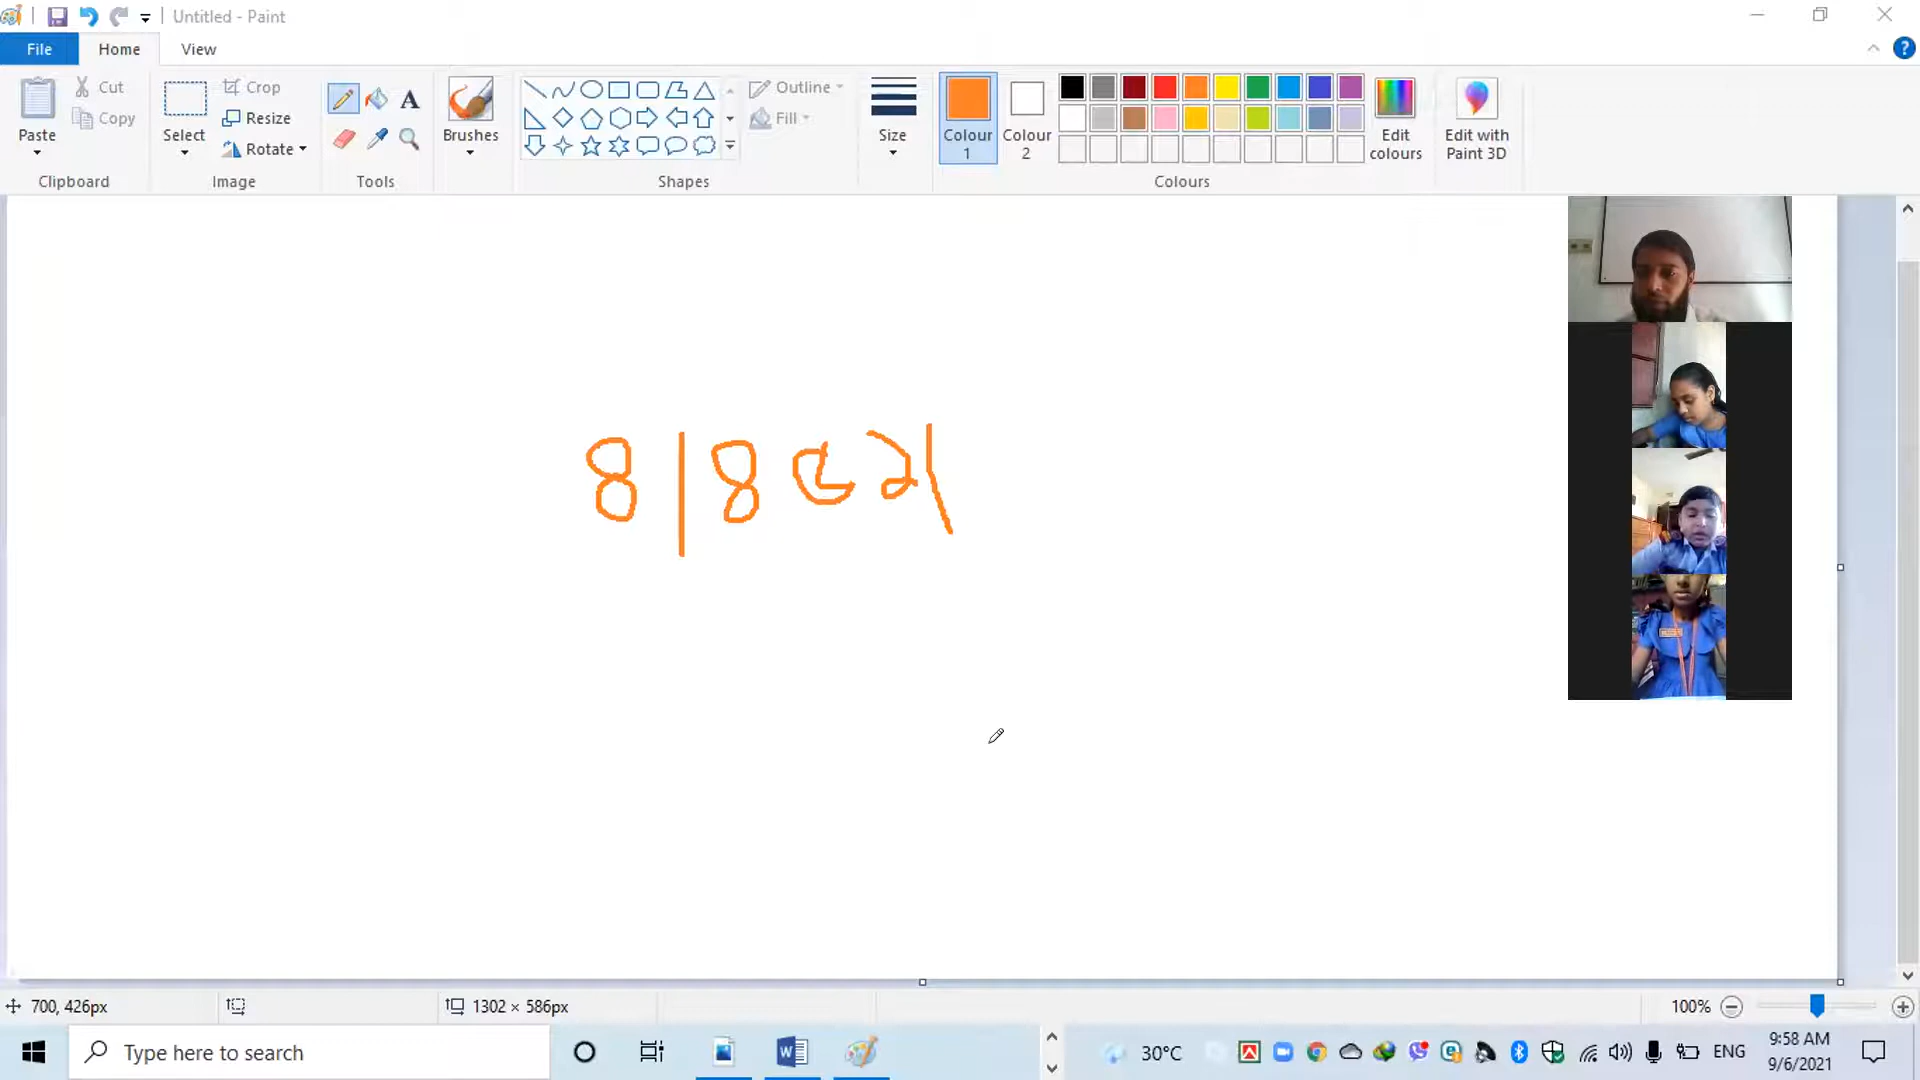 Untitled - Paint
File Home View
Paste Cut Copy Clipboard
Select Crop Resize Rotate Image
Tools
Brushes
Shapes Outline Fill
Size
Colour 1 Colour 2 Edit colours Colours
Edit with Paint 3D
৪|৪৫২\
700, 426px 1302 × 586px 100%
Type here to search 30°C ENG 9:58 AM
9/6/2021